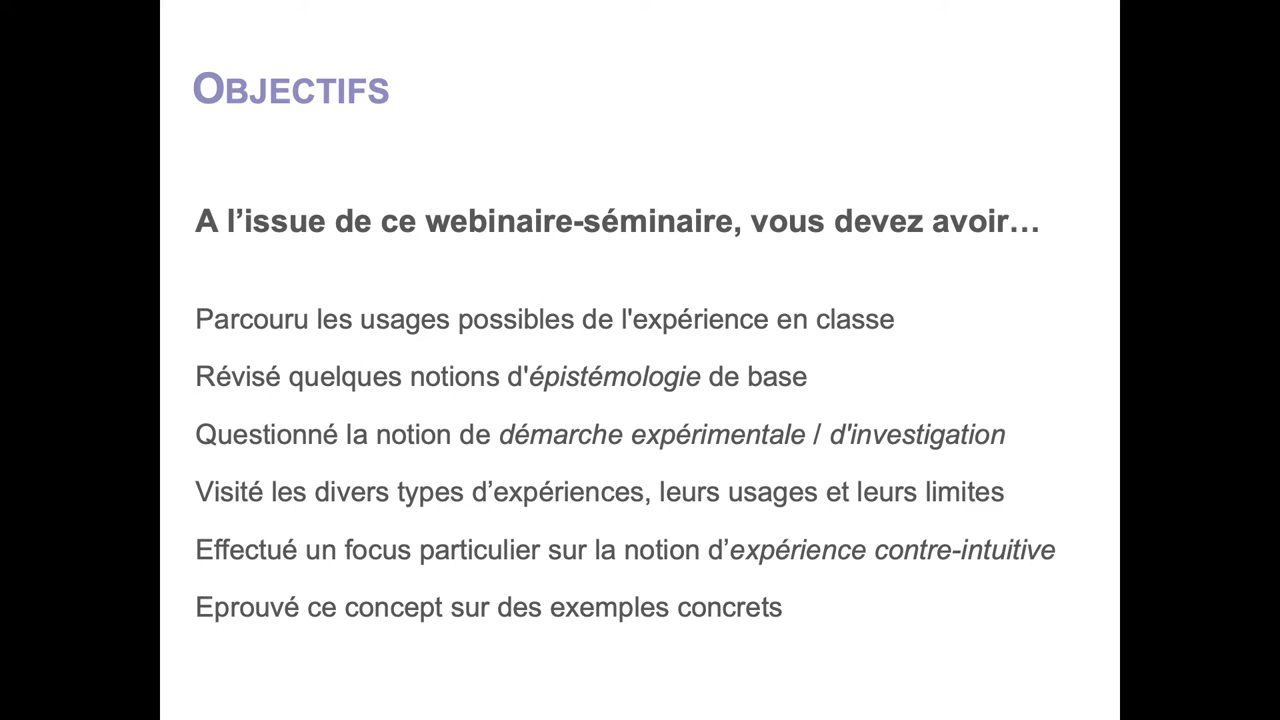 OBJECTIFS
A l’issue de ce webinaire-séminaire, vous devez avoir…
Parcouru les usages possibles de l'expérience en classe
Révisé quelques notions d'épistémologie de base
Questionné la notion de démarche expérimentale / d'investigation
Visité les divers types d’expériences, leurs usages et leurs limites
Effectué un focus particulier sur la notion d’expérience contre-intuitive
Eprouvé ce concept sur des exemples concrets